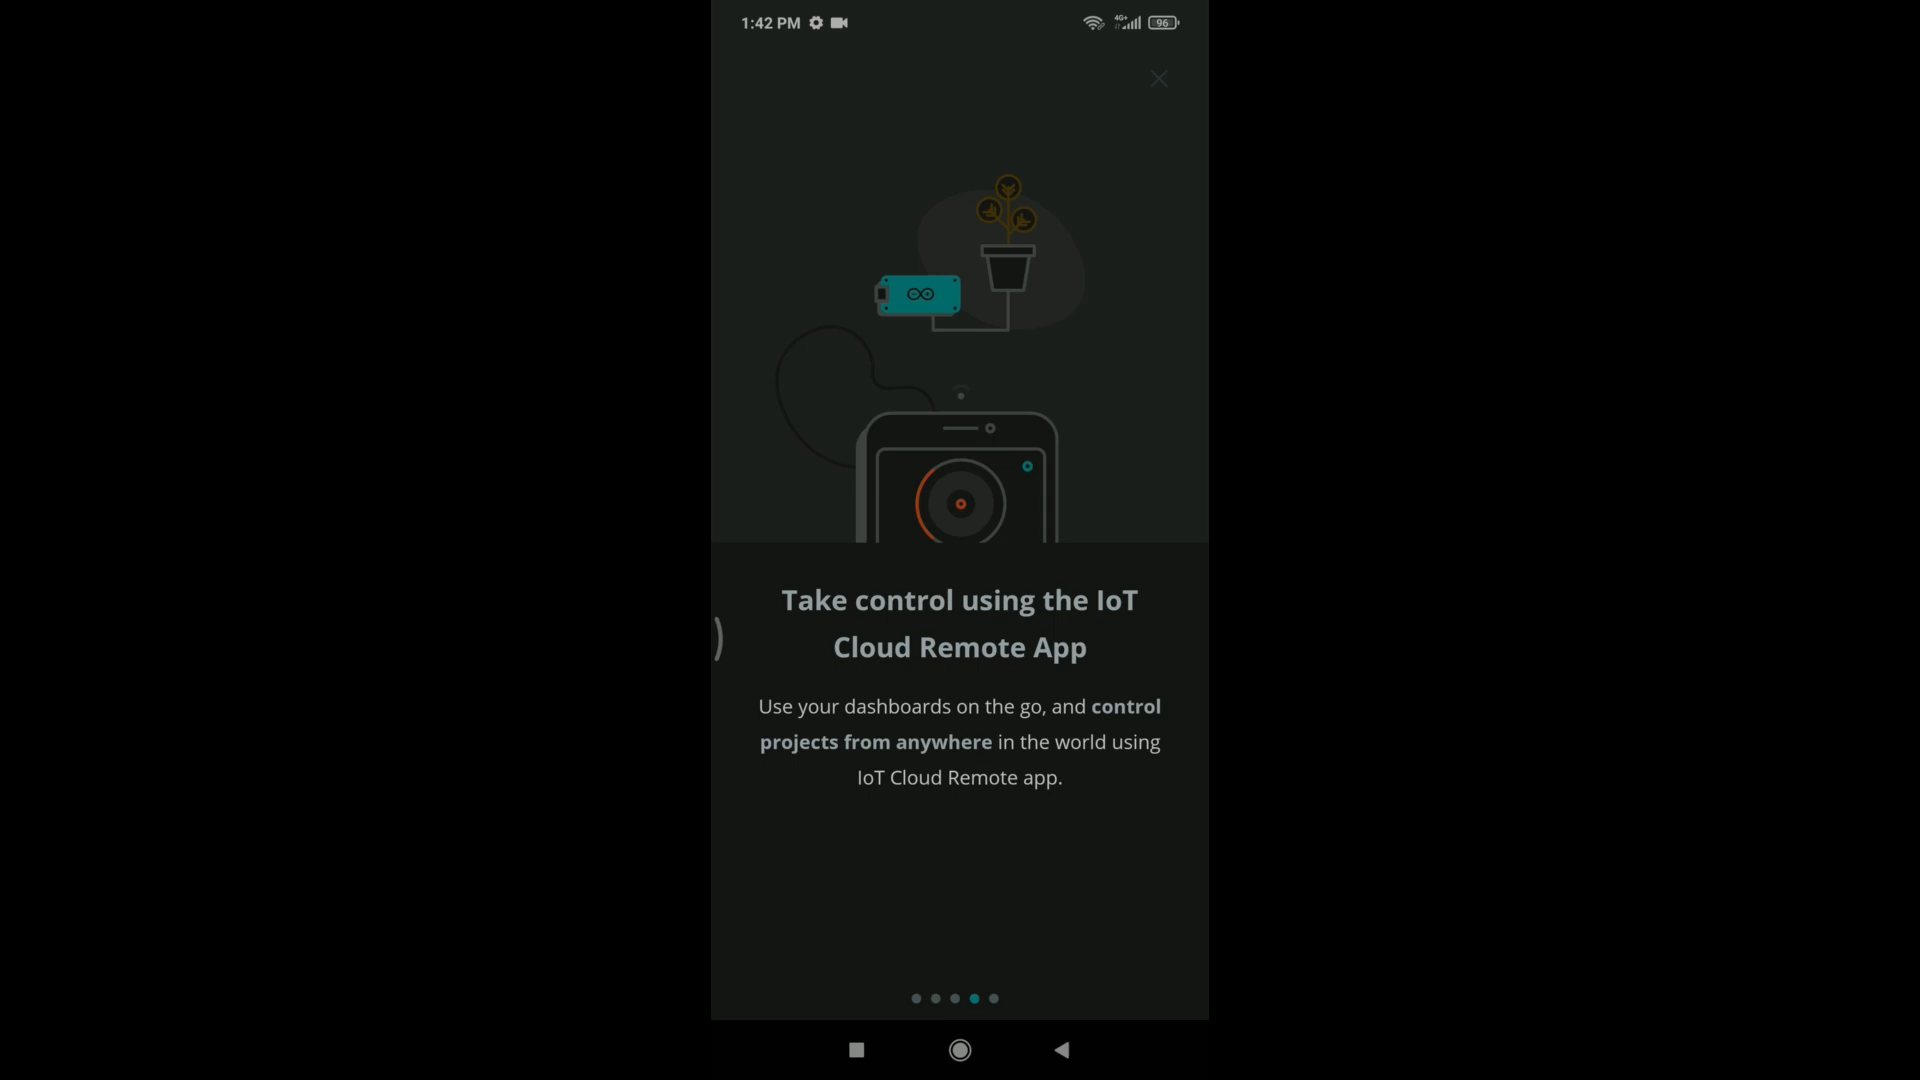 1:42 PM 4G+ 96
Take control using the IoT
Cloud Remote App
Use your dashboards on the go, and control
projects from anywhere in the world using
IoT Cloud Remote app.